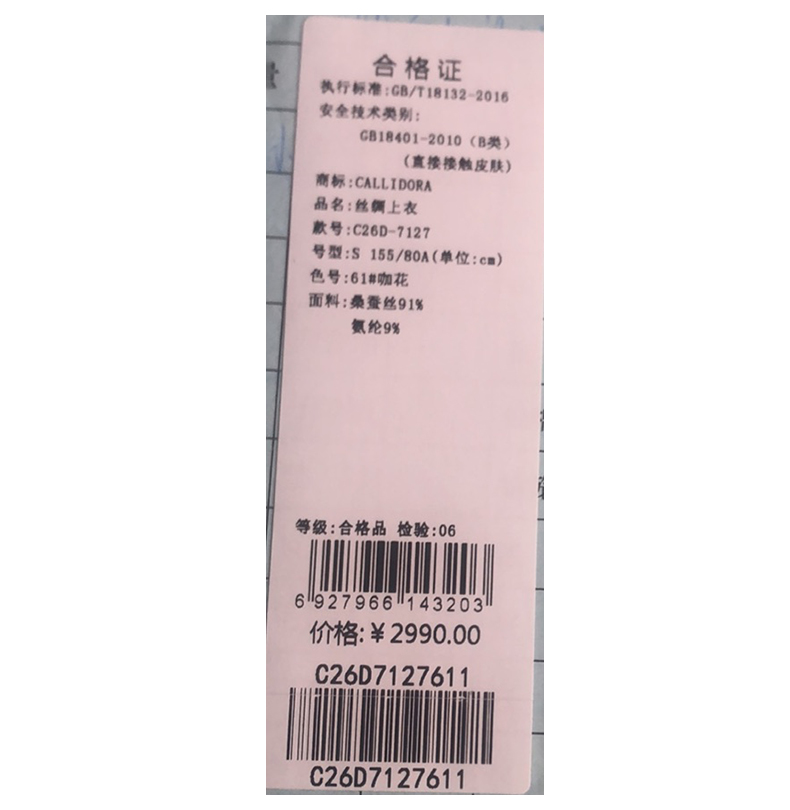 合格证
执行标准:GB/T18132-2016
安全技术类别:
GB18401-2010（B类）
(直接接触皮肤)
商标:CALLIDORA
品名:丝绸上衣
款号:C26D-7127
号型:S 155/80A(单位:cm)
色号:61#咖花
面料:桑蚕丝91%
氨纶9%
等级:合格品 检验:06
6 927966 143203
价格:¥2990.00
C26D7127611
C26D7127611